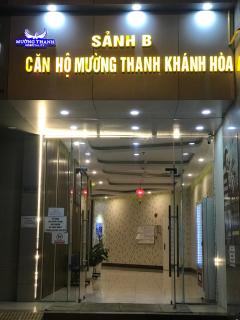 MƯỜNG THANH
SẢNH B
CĂN HỘ MƯỜNG THANH KHÁNH HÒA